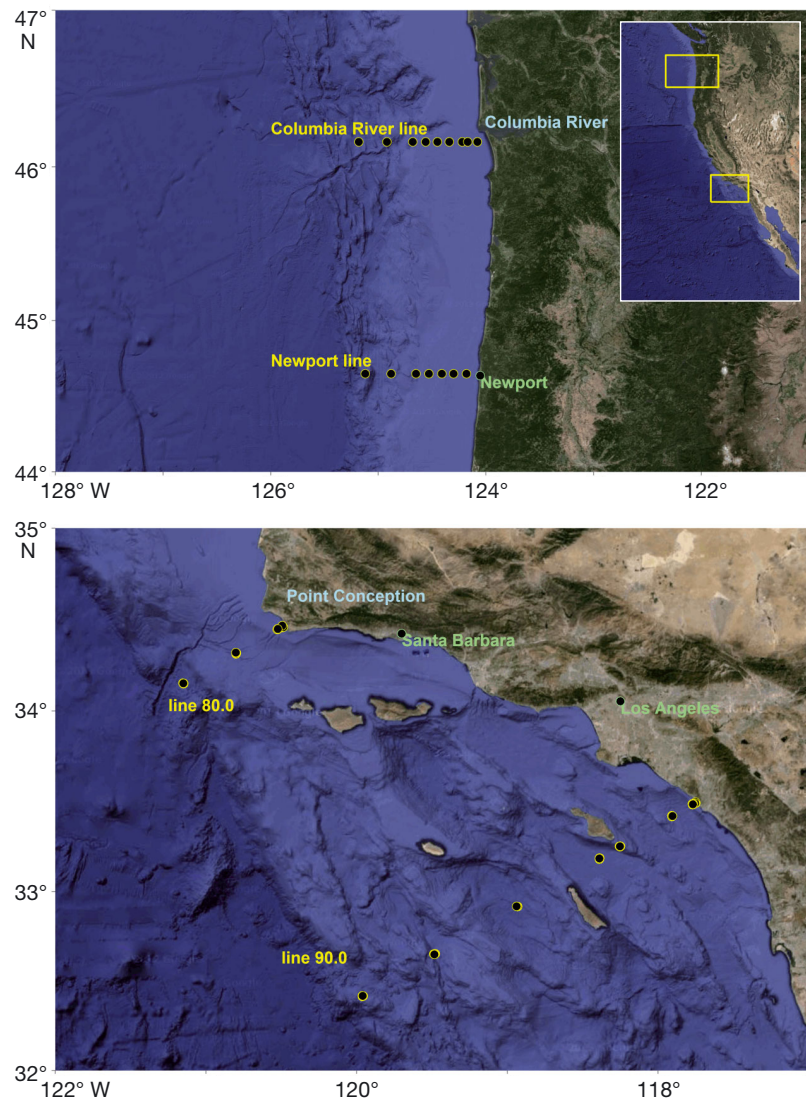 47°
N
Columbia River line
Columbia River
46°
45°
Newport line
Newport
44°
128° W
126°
124°
122°
35°
N
Point Conception
Santa Barbara
line 80.0
34°
Los Angeles
33°
line 90.0
32°
122° W
120°
118°